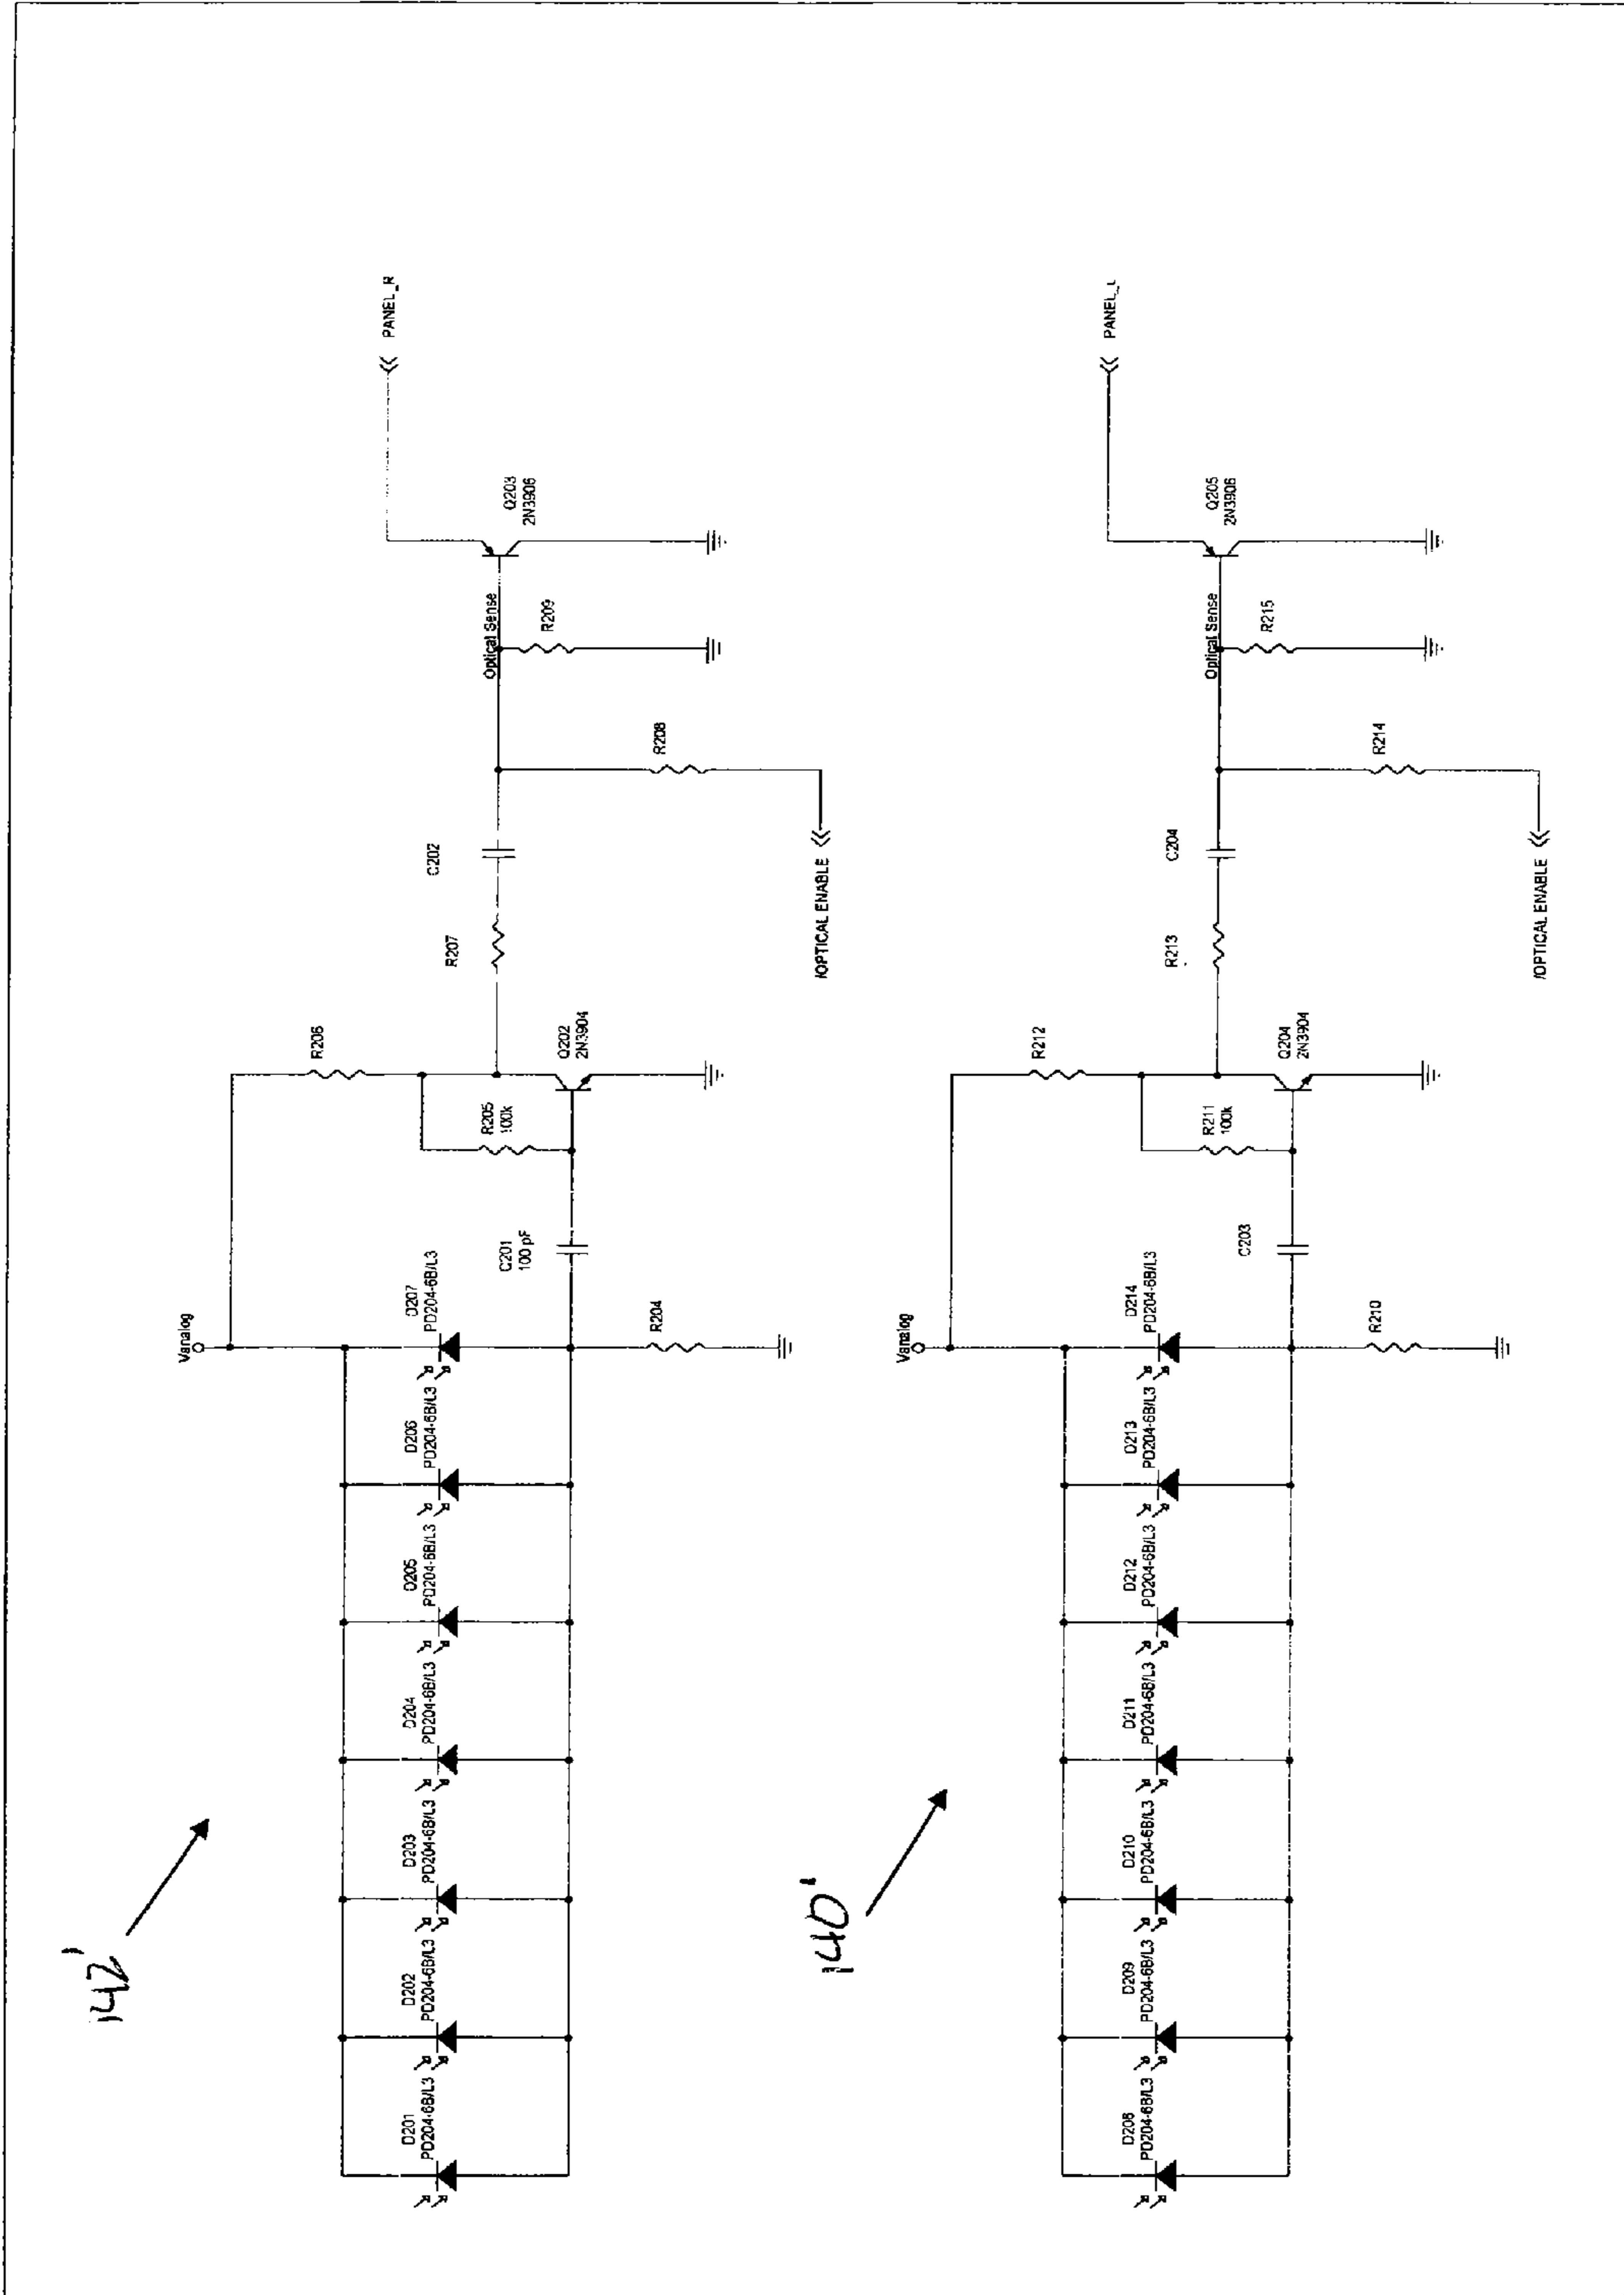 142'
Vanalog
D201
PD204-6B/L3
D202
PD204-6B/L3
D203
PD204-6B/L3
D204
PD204-6B/L3
D205
PD204-6B/L3
D206
PD204-6B/L3
D207
PD204-6B/L3
R204
C201
100 pF
R205
100k
R206
Q202
2N3904
R207
C202
R208
/OPTICAL ENABLE
Optical Sense
R209
Q203
2N3906
PANEL_R
140'
Vanalog
D208
PD204-6B/L3
D209
PD204-6B/L3
D210
PD204-6B/L3
D211
PD204-6B/L3
D212
PD204-6B/L3
D213
PD204-6B/L3
D214
PD204-6B/L3
R210
C203
R211
100k
R212
Q204
2N3904
R213
C204
R214
/OPTICAL ENABLE
Optical Sense
R215
Q205
2N3906
PANEL_L